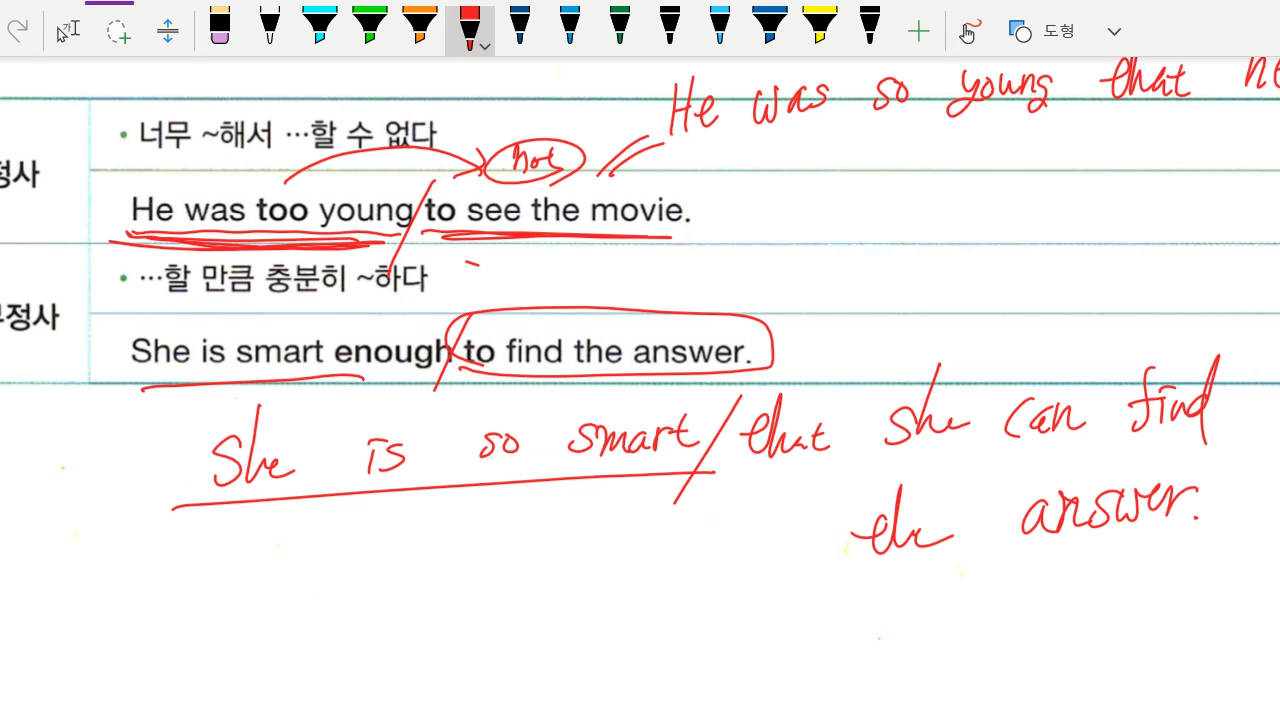 가
도형
He was so young that
너무 ~해서 …할 수 없다
not
정사
He was too young to see the movie.
…할 만큼 충분히 ~하다
정사
She is smart enough to find the answer.
She is so smart that she can find
the answer.